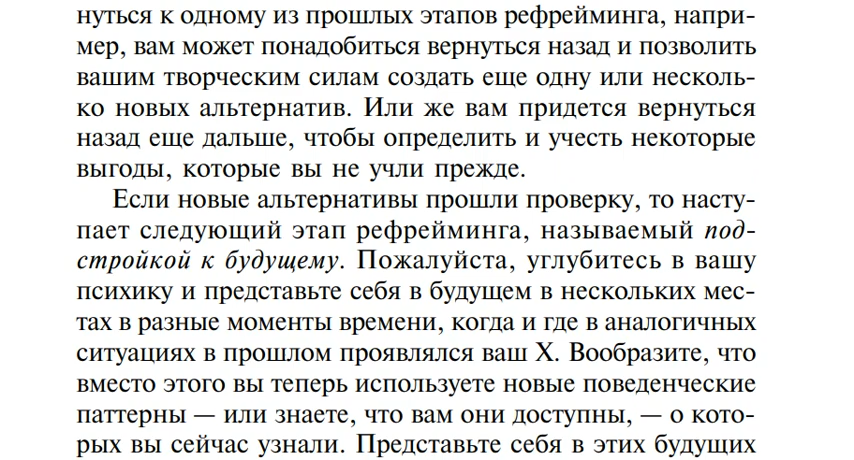 нуться к одному из прошлых этапов рефрейминга, напри-
мер, вам может понадобиться вернуться назад и позволить
вашим творческим силам создать еще одну или несколь-
ко новых альтернатив. Или же вам придется вернуться
назад еще дальше, чтобы определить и учесть некоторые
выгоды, которые вы не учли прежде.
Если новые альтернативы прошли проверку, то насту-
пает следующий этап рефрейминга, называемый под-
стройкой к будущему. Пожалуйста, углубитесь в вашу
психику и представьте себя в будущем в нескольких мес-
тах в разные моменты времени, когда и где в аналогичных
ситуациях в прошлом проявлялся ваш X. Вообразите, что
вместо этого вы теперь используете новые поведенческие
паттерны — или знаете, что вам они доступны, — о кото-
рых вы сейчас узнали. Представьте себя в этих будущих